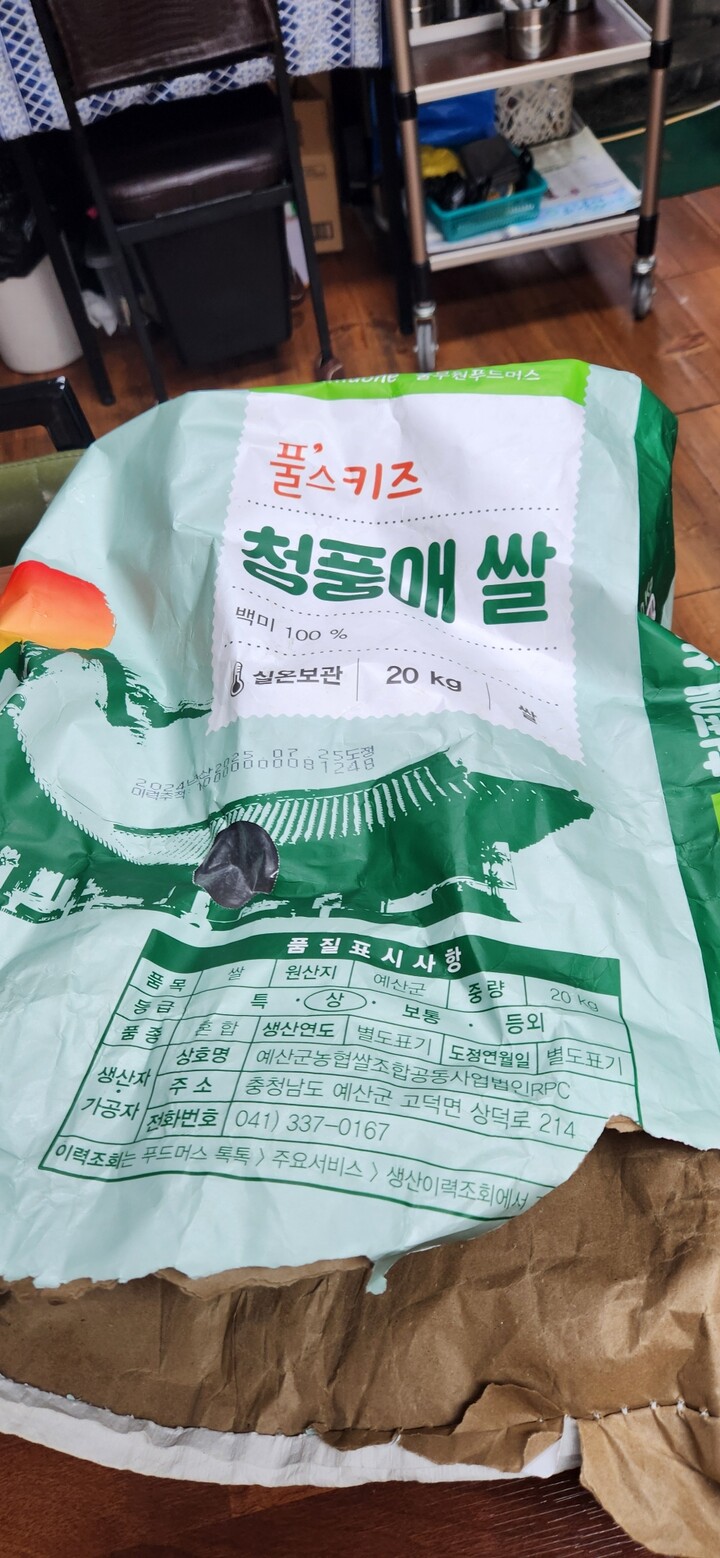 풀무원푸드머스
풀스키즈
청풍애 쌀
백미 100 %
실온보관 20 kg 쌀
2025 07 25도정
품질표시사항
품목 쌀 원산지 예산군 중량 20 kg
등급 특 · 상 · 보통 · 등외
품종 혼합 생산연도 별도표기 도정연월일 별도표기
생산자 · 가공자
상호명 예산군농협쌀조합공동사업법인RPC
주소 충청남도 예산군 고덕면 상덕로 214
전화번호 041) 337-0167
이력조회는 푸드머스 톡톡 > 주요서비스 > 생산이력조회에서